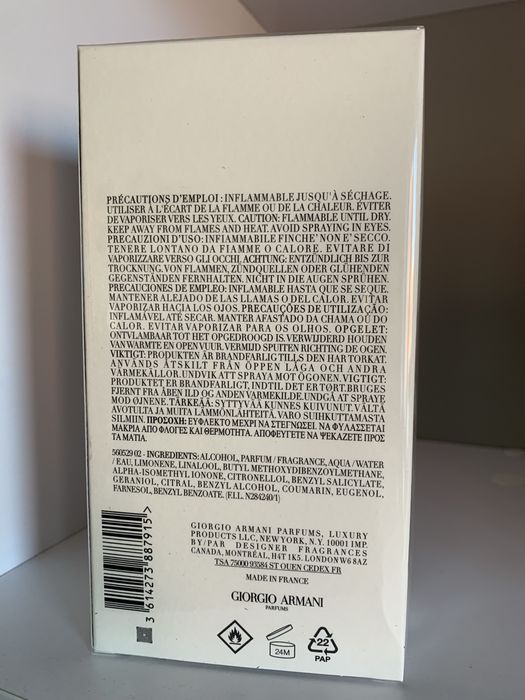 PRÉCAUTIONS D'EMPLOI : INFLAMMABLE JUSQU'À SÉCHAGE.
UTILISER À L'ÉCART DE LA FLAMME OU DE LA CHALEUR. ÉVITER
DE VAPORISER VERS LES YEUX. CAUTION: FLAMMABLE UNTIL DRY.
KEEP AWAY FROM FLAMES AND HEAT. AVOID SPRAYING IN EYES.
PRECAUZIONI D'USO: INFIAMMABILE FINCHE' NON E' SECCO.
TENERE LONTANO DA FIAMME O CALORE. EVITARE DI
VAPORIZZARE VERSO GLI OCCHI. ACHTUNG: ENTZÜNDLICH BIS ZUR
TROCKNUNG. VON FLAMMEN, ZÜNDQUELLEN ODER GLÜHENDEN
GEGENSTÄNDEN FERNHALTEN. NICHT IN DIE AUGEN SPRÜHEN.
PRECAUCIONES DE EMPLEO: INFLAMABLE HASTA QUE SE SEQUE.
MANTENER ALEJADO DE LAS LLAMAS O DEL CALOR. EVITAR
VAPORIZAR HACIA LOS OJOS. PRECAUÇÕES DE UTILIZAÇÃO:
INFLAMÁVEL ATÉ SECAR. MANTER AFASTADO DA CHAMA OU DO
CALOR. EVITAR VAPORIZAR PARA OS OLHOS. OPGELET:
ONTVLAMBAAR TOT HET OPGEDROOGD IS. VERWIJDERD HOUDEN
VAN WARMTE EN OPEN VUUR. VERMIJD SPUITEN RICHTING DE OGEN.
VIKTIGT: PRODUKTEN ÄR BRANDFARLIG TILLS DEN HAR TORKAT.
ANVÄNDS ÅTSKILT FRÅN ÖPPEN LÅGA OCH ANDRA
VÄRMEKÄLLOR. UNDVIK ATT SPRAYA MOT ÖGONEN. VIGTIGT:
PRODUKTET ER BRANDFARLIGT, INDTIL DET ER TØRT. BRUGES
FJERNT FRA ÅBEN ILD OG ANDEN VARMEKILDE. UNDGÅ AT SPRAYE
MOD ØJNENE. TÄRKEÄÄ: SYTTYVÄÄ KUNNES KUIVUNUT. VÄLTÄ
AVOTULTA JA MUITA LÄMMÖNLÄHTEITÄ. VARO SUIHKUTTAMASTA
SILMIIN. ΠΡΟΣΟΧΗ: ΕΥΦΛΕΚΤΟ ΜΕΧΡΙ ΝΑ ΣΤΕΓΝΩΣΕΙ. ΝΑ ΦΥΛΑΣΣΕΤΑΙ
ΜΑΚΡΙΑ ΑΠΟ ΦΛΟΓΕΣ ΚΑΙ ΘΕΡΜΟΤΗΤΑ. ΑΠΟΦΕΥΓΕΤΕ ΝΑ ΨΕΚΑΖΕΤΕ ΠΡΟΣ
ΤΑ ΜΑΤΙΑ.
560529 02 - INGREDIENTS: ALCOHOL, PARFUM / FRAGRANCE, AQUA / WATER
/ EAU, LIMONENE, LINALOOL, BUTYL METHOXYDIBENZOYLMETHANE,
ALPHA-ISOMETHYL IONONE, CITRONELLOL, BENZYL SALICYLATE,
GERANIOL, CITRAL, BENZYL ALCOHOL, COUMARIN, EUGENOL,
FARNESOL, BENZYL BENZOATE. (F.I.L. N284240/1)
GIORGIO ARMANI PARFUMS, LUXURY
PRODUCTS LLC, NEW YORK, N.Y. 10001 IMP.
BY/PAR DESIGNER FRAGRANCES
CANADA, MONTRÉAL, H4T 1K5. LONDON W6 8AZ
TSA 75000 93584 ST OUEN CEDEX FR
MADE IN FRANCE
GIORGIO ARMANI
PARFUMS
3 614273 887915
24M
22
PAP